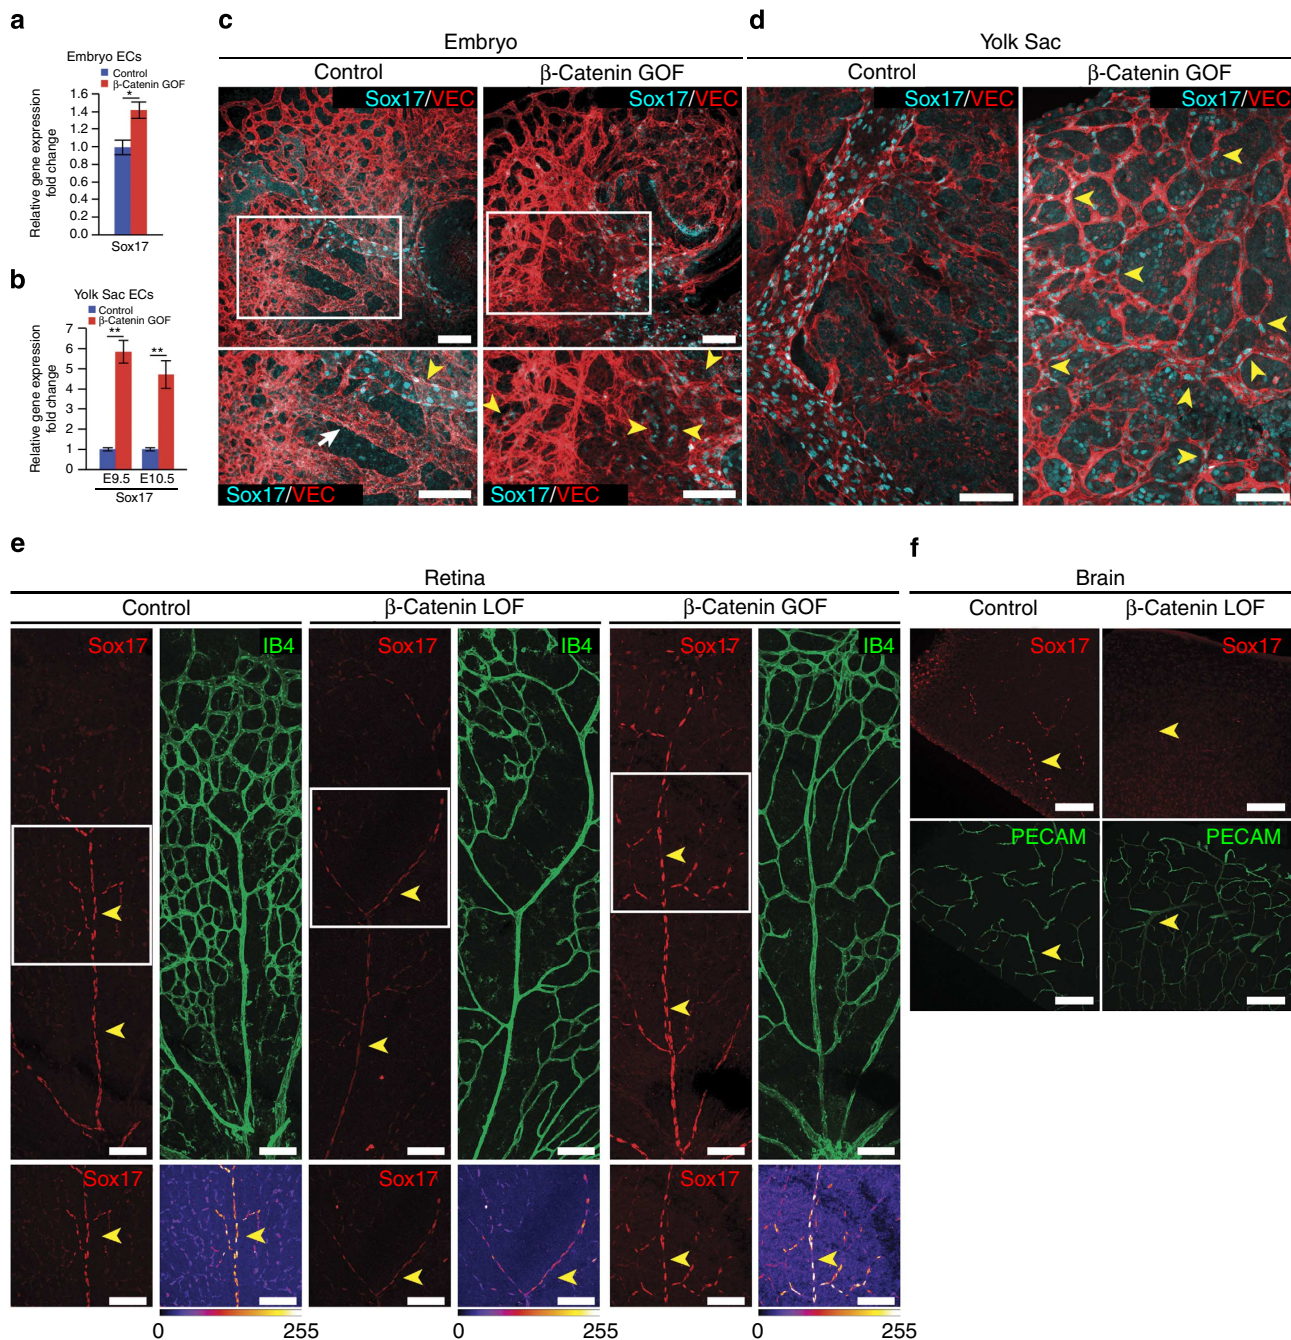 a
Embryo ECs
Control
β-Catenin GOF
*
1.6
1.4
1.2
1.0
0.8
0.6
0.4
0.2
0.0
Relative gene expression
fold change
Sox17
b
Yolk Sac ECs
Control
β-Catenin GOF
**
**
7
6
5
4
3
2
1
0
Relative gene expression
fold change
E9.5 E10.5
Sox17
c
Embryo
Control
β-Catenin GOF
Sox17/VEC
Sox17/VEC
Sox17/VEC
Sox17/VEC
d
Yolk Sac
Control
β-Catenin GOF
Sox17/VEC
Sox17/VEC
e
Retina
Control
β-Catenin LOF
β-Catenin GOF
Sox17
IB4
Sox17
IB4
Sox17
IB4
Sox17
Sox17
Sox17
0 255
0 255
0 255
f
Brain
Control
β-Catenin LOF
Sox17
Sox17
PECAM
PECAM